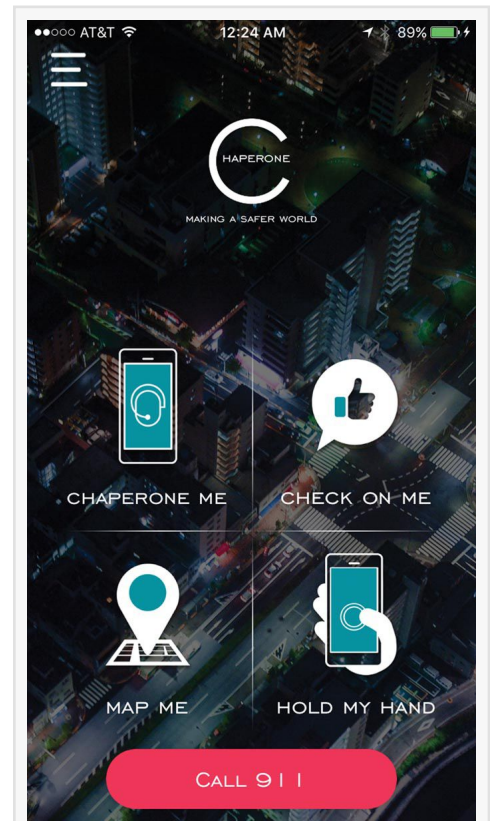 AT&T 12:24 AM 89%
HAPERONE
MAKING A SAFER WORLD
CHAPERONE ME CHECK ON ME
MAP ME HOLD MY HAND
CALL 911